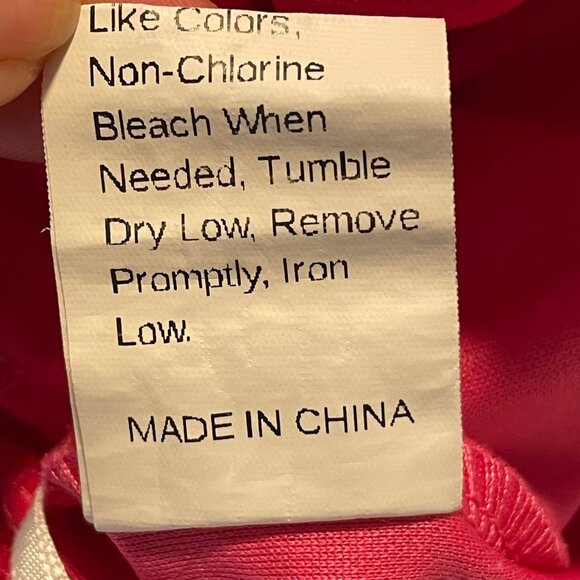 Like Colors,
Non-Chlorine
Bleach When
Needed, Tumble
Dry Low, Remove
Promptly, Iron
Low.
MADE IN CHINA